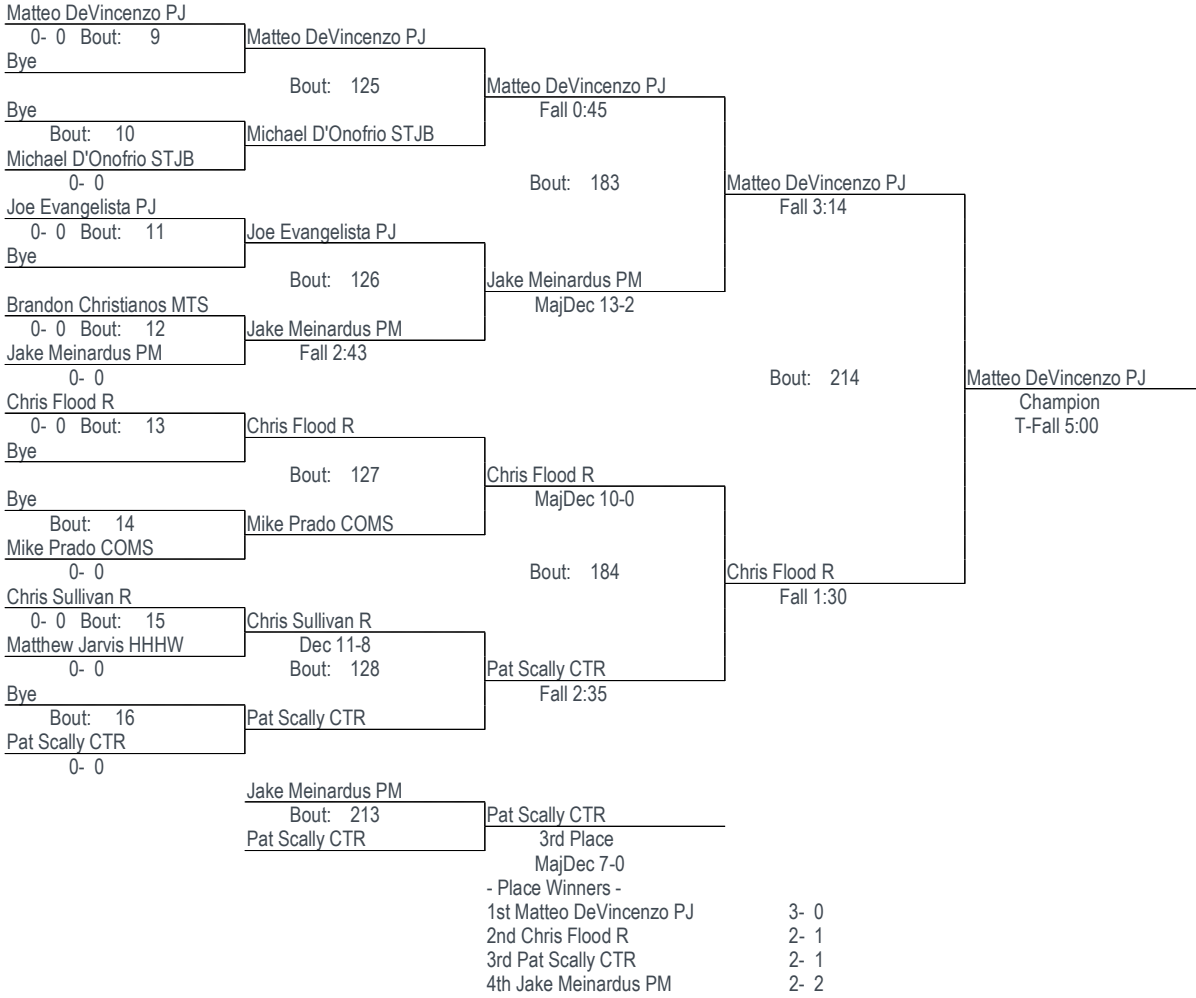 Matteo DeVincenzo PJ
0- 0 Bout: 9
Matteo DeVincenzo PJ
Bye
Bout: 125
Matteo DeVincenzo PJ
Bye
Fall 0:45
Bout: 10
Michael D'Onofrio STJB
Michael D'Onofrio STJB
0- 0
Bout: 183
Matteo DeVincenzo PJ
Joe Evangelista PJ
Fall 3:14
0- 0 Bout: 11
Joe Evangelista PJ
Bye
Bout: 126
Jake Meinardus PM
Brandon Christianos MTS
MajDec 13-2
0- 0 Bout: 12
Jake Meinardus PM
Jake Meinardus PM
Fall 2:43
0- 0
Bout: 214
Matteo DeVincenzo PJ
Chris Flood R
Champion
0- 0 Bout: 13
Chris Flood R
T-Fall 5:00
Bye
Bout: 127
Chris Flood R
Bye
MajDec 10-0
Bout: 14
Mike Prado COMS
Mike Prado COMS
0- 0
Bout: 184
Chris Flood R
Chris Sullivan R
Fall 1:30
0- 0 Bout: 15
Chris Sullivan R
Matthew Jarvis HHHW
Dec 11-8
0- 0
Bout: 128
Pat Scally CTR
Bye
Fall 2:35
Bout: 16
Pat Scally CTR
Pat Scally CTR
0- 0
Jake Meinardus PM
Bout: 213
Pat Scally CTR
Pat Scally CTR
3rd Place
MajDec 7-0
- Place Winners -
1st Matteo DeVincenzo PJ 3- 0
2nd Chris Flood R 2- 1
3rd Pat Scally CTR 2- 1
4th Jake Meinardus PM 2- 2